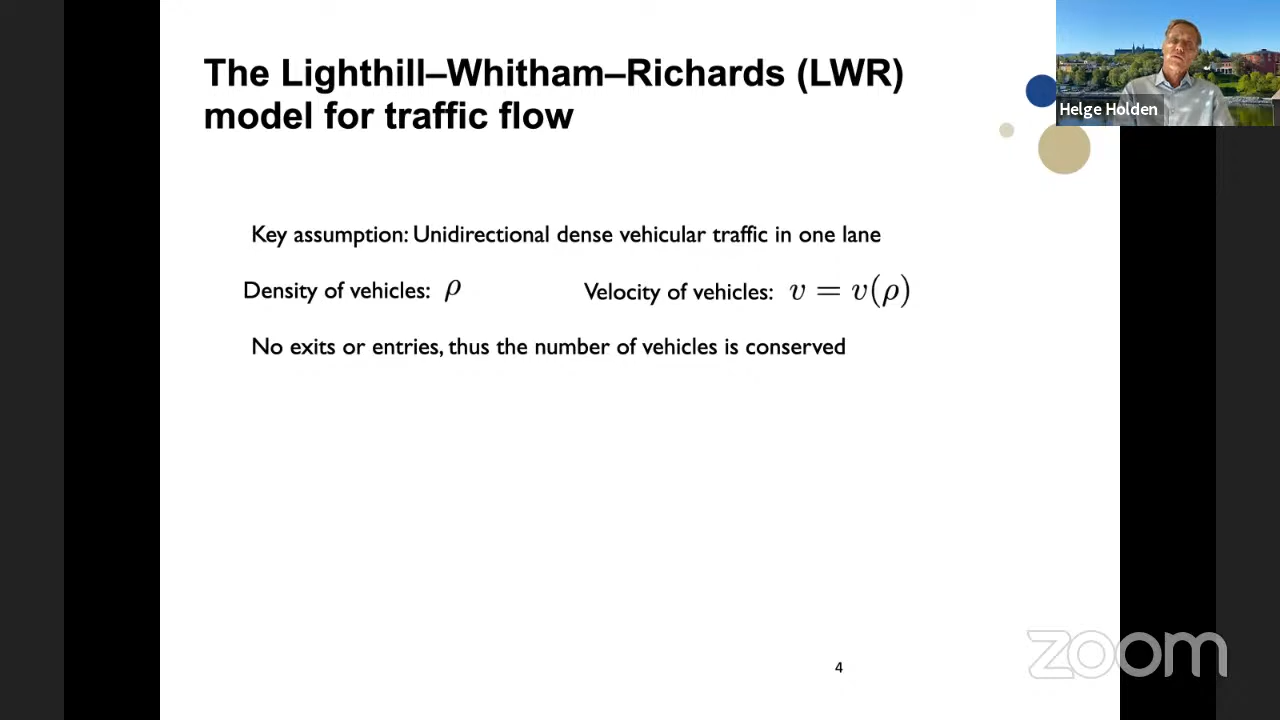 The Lighthill–Whitham–Richards (LWR)
model for traffic flow
Helge Holden
Key assumption: Unidirectional dense vehicular traffic in one lane
Density of vehicles: ρ
Velocity of vehicles: v = v(ρ)
No exits or entries, thus the number of vehicles is conserved
4
zoom